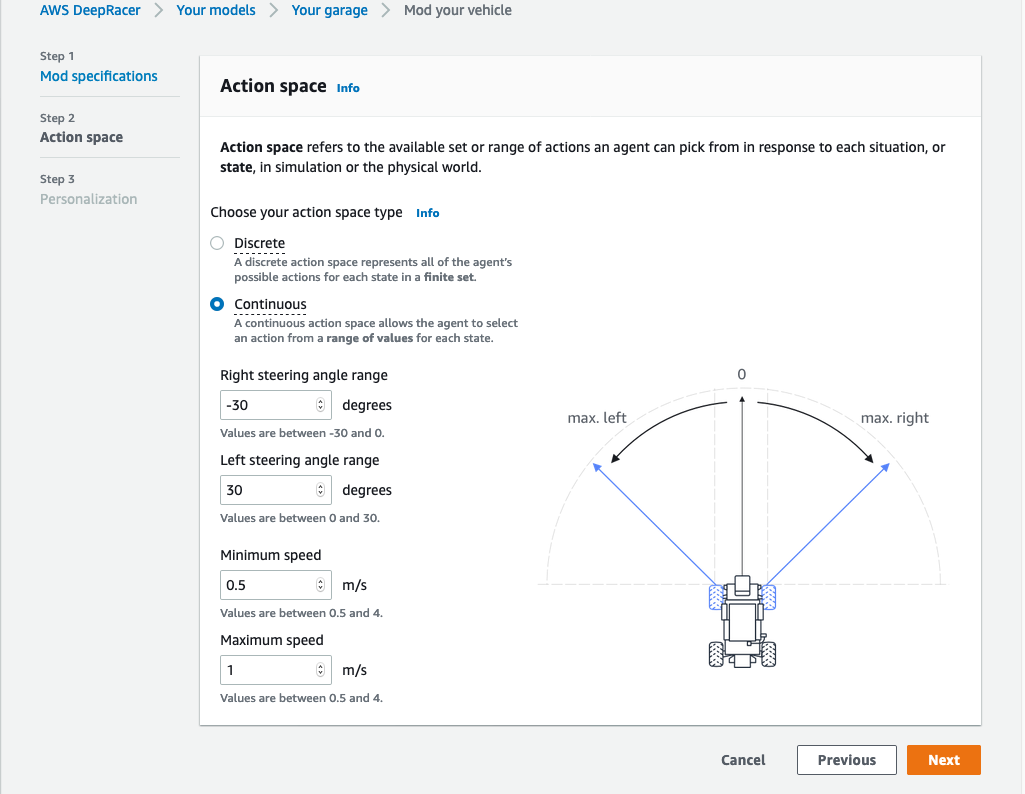 AWS DeepRacer > Your models > Your garage > Mod your vehicle
Step 1
Mod specifications
Step 2
Action space
Step 3
Personalization
Action space Info
Action space refers to the available set or range of actions an agent can pick from in response to each situation, or
state, in simulation or the physical world.
Choose your action space type Info
Discrete
A discrete action space represents all of the agent's
possible actions for each state in a finite set.
Continuous
A continuous action space allows the agent to select
an action from a range of values for each state.
Right steering angle range
-30 degrees
Values are between -30 and 0.
Left steering angle range
30 degrees
Values are between 0 and 30.
Minimum speed
0.5 m/s
Values are between 0.5 and 4.
Maximum speed
1 m/s
Values are between 0.5 and 4.
0
max. left
max. right
Cancel
Previous
Next